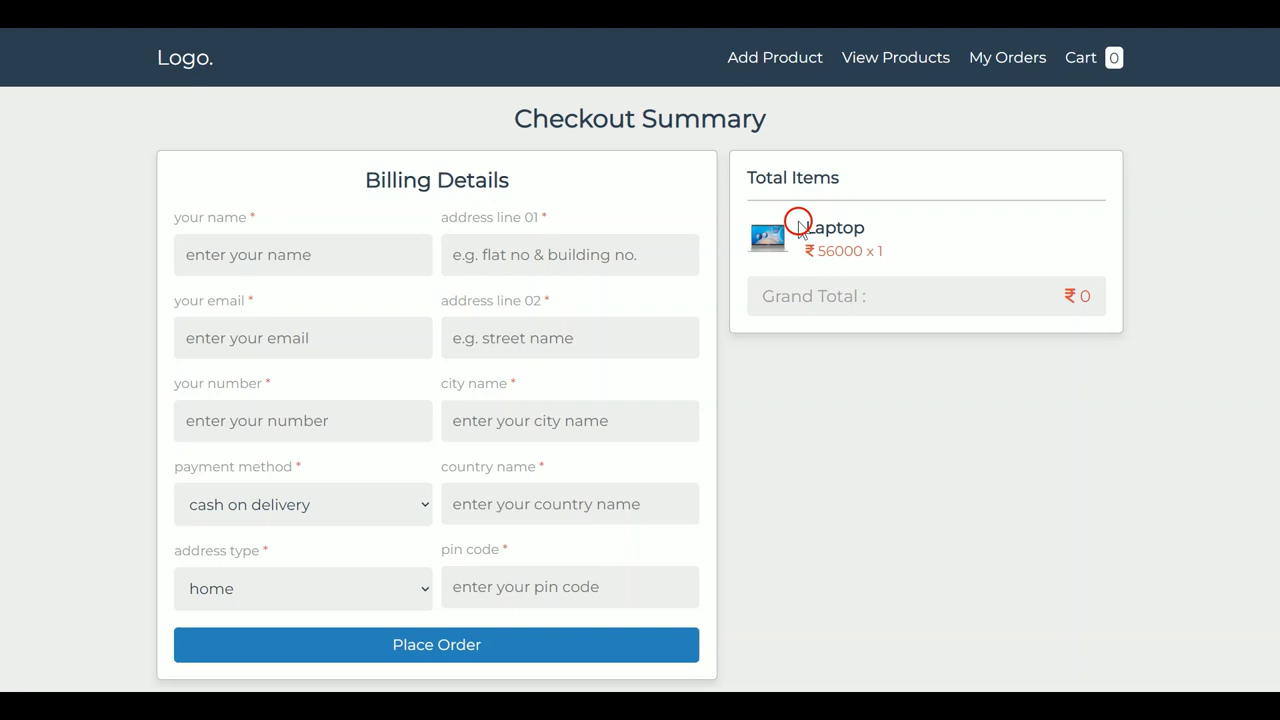 Logo.
Add Product View Products My Orders Cart 0
Checkout Summary
Billing Details
your name *
enter your name
your email *
enter your email
your number *
enter your number
payment method *
cash on delivery
address type *
home
address line 01 *
e.g. flat no & building no.
address line 02 *
e.g. street name
city name *
enter your city name
country name *
enter your country name
pin code *
enter your pin code
Place Order
Total Items
Laptop
₹ 56000 x 1
Grand Total : ₹ 0